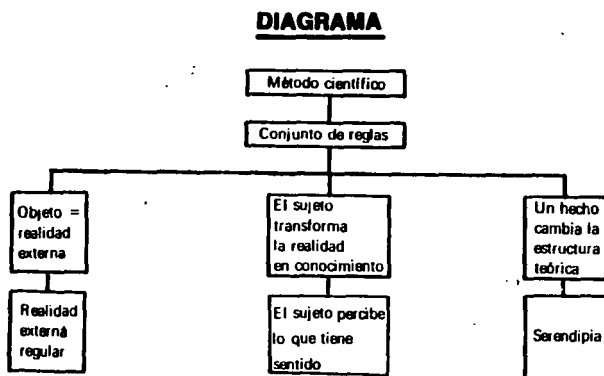 DIAGRAMA
Método científico
Conjunto de reglas
Objeto =
realidad
externa
El sujeto
transforma
la realidad
en conocimiento
Un hecho
cambia la
estructura
teórica
Realidad
externa
regular
El sujeto percibe
lo que tiene
sentido
Serendipia